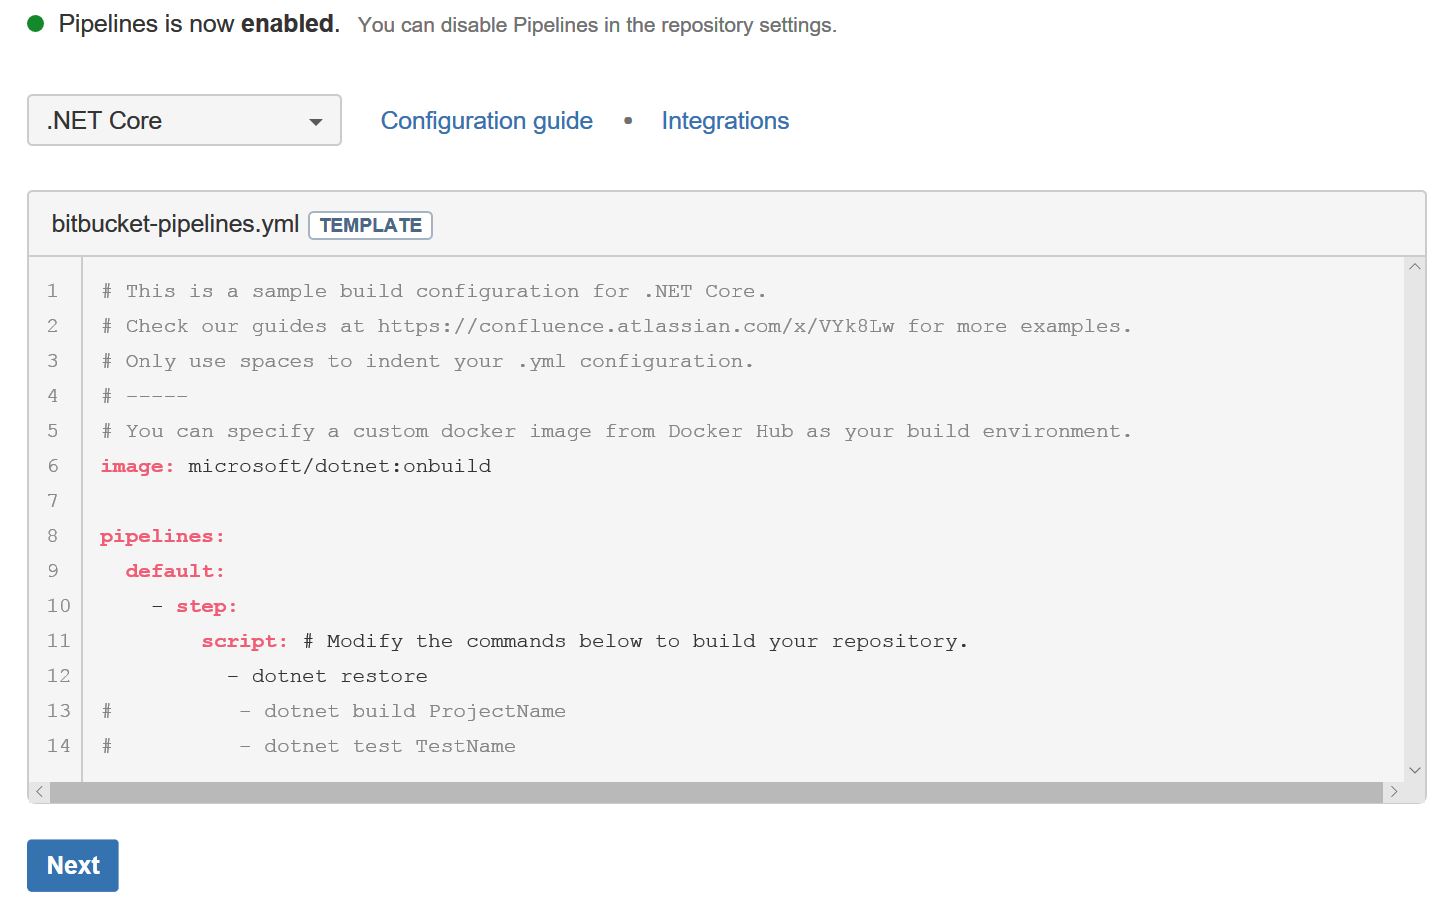 Pipelines is now enabled. You can disable Pipelines in the repository settings.
.NET Core Configuration guide • Integrations
bitbucket-pipelines.yml TEMPLATE
1 # This is a sample build configuration for .NET Core.
2 # Check our guides at https://confluence.atlassian.com/x/VYk8Lw for more examples.
3 # Only use spaces to indent your .yml configuration.
4 # -----
5 # You can specify a custom docker image from Docker Hub as your build environment.
6 image: microsoft/dotnet:onbuild
7
8 pipelines:
9   default:
10     - step:
11         script: # Modify the commands below to build your repository.
12           - dotnet restore
13 #          - dotnet build ProjectName
14 #          - dotnet test TestName
Next